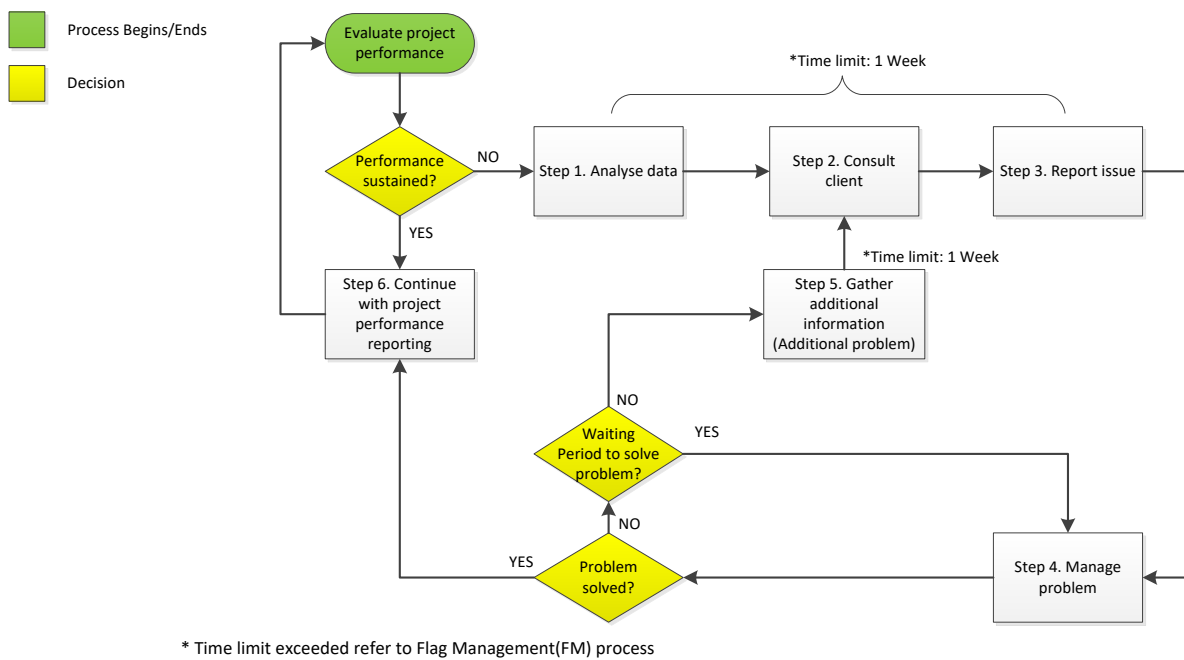 Process Begins/Ends
Decision
Evaluate project
performance
*Time limit: 1 Week
Performance
sustained?
NO
Step 1. Analyse data
Step 2. Consult
client
Step 3. Report issue
YES
*Time limit: 1 Week
Step 6. Continue
with project
performance
reporting
Step 5. Gather
additional
information
(Additional problem)
NO
Waiting
Period to solve
problem?
YES
NO
YES
Problem
solved?
Step 4. Manage
problem
* Time limit exceeded refer to Flag Management(FM) process